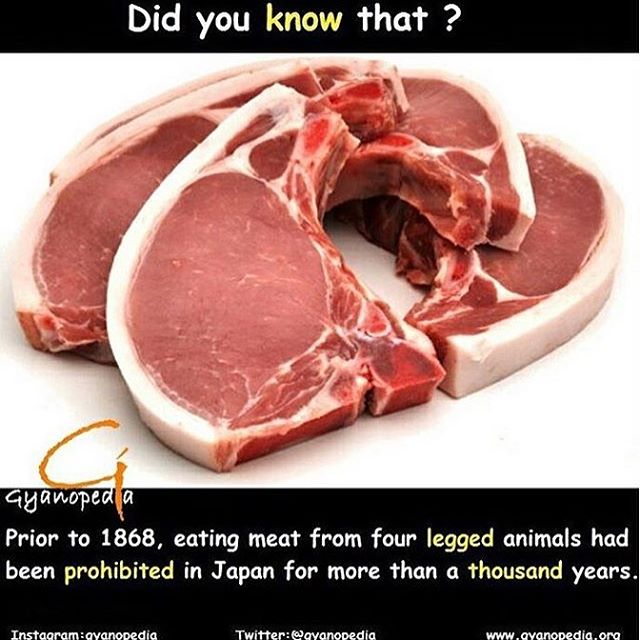 Did you know that ?
Gyanopedia
Prior to 1868, eating meat from four legged animals had
been prohibited in Japan for more than a thousand years.
Instagram:gyanopedia Twitter:@gyanopedia www.gyanopedia.org